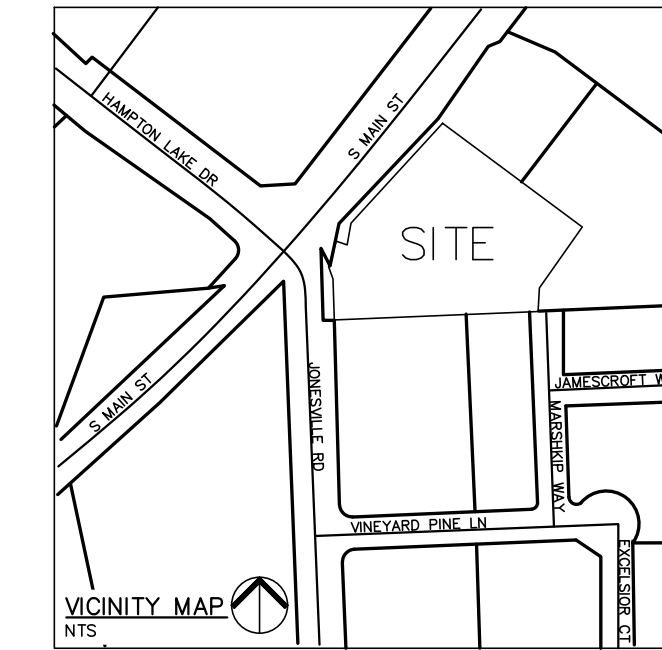 HAMPTON LAKE DR
S MAIN ST
SITE
JONESVILLE RD
JAMESCROFT W
S MAIN ST
MARSHKIP WAY
VINEYARD PINE LN
EXCELSIOR CT
VICINITY MAP
NTS